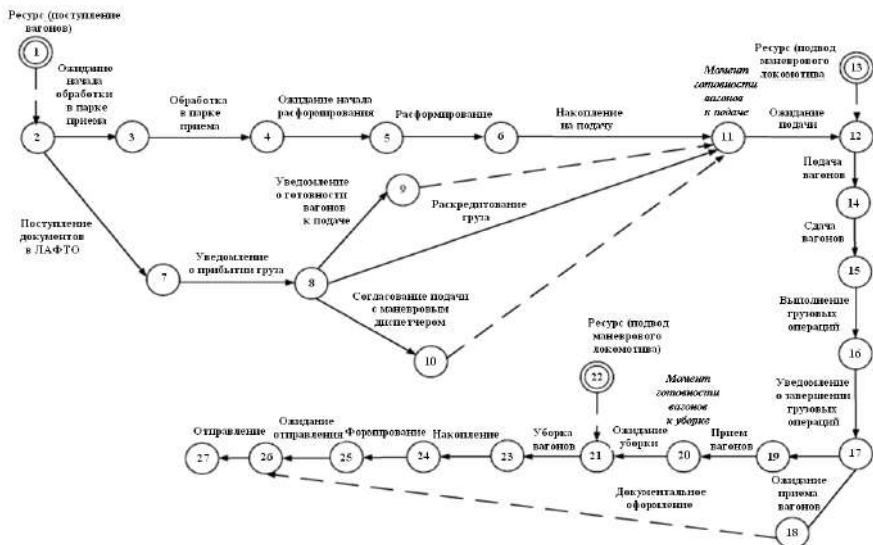 Ресурс (поступление
вагонов)
1
Ожидание
начала
обработки
в парке
приема
Обработка
в парке
приема
Ожидание начала
расформирования
Расформирование
Накопление
на подачу
Момент
готовности
вагонов
к подаче
Ресурс (подвод
маневрового
локомотива
13
Ожидание
подачи
2
3
4
5
6
11
12
Подача
вагонов
Уведомление
о готовности
вагонов
к подаче
9
Раскредитование
груза
14
Поступление
документов
в ЛАФТО
Сдача
вагонов
Уведомление
о прибытии груза
7
8
15
Согласование подачи
с маневровым
диспетчером
10
Выполнение
грузовых
операций
Ресурс (подвод
маневрового
локомотива)
16
22
Момент
готовности
вагонов
к уборке
Уведомление
о завершении
грузовых
операций
Отправление
Ожидание
отправления
Формирование
Накопление
Уборка
вагонов
Ожидание
уборки
Прием
вагонов
27
26
25
24
23
21
20
19
17
Документальное
оформление
Ожидание
приема
вагонов
18